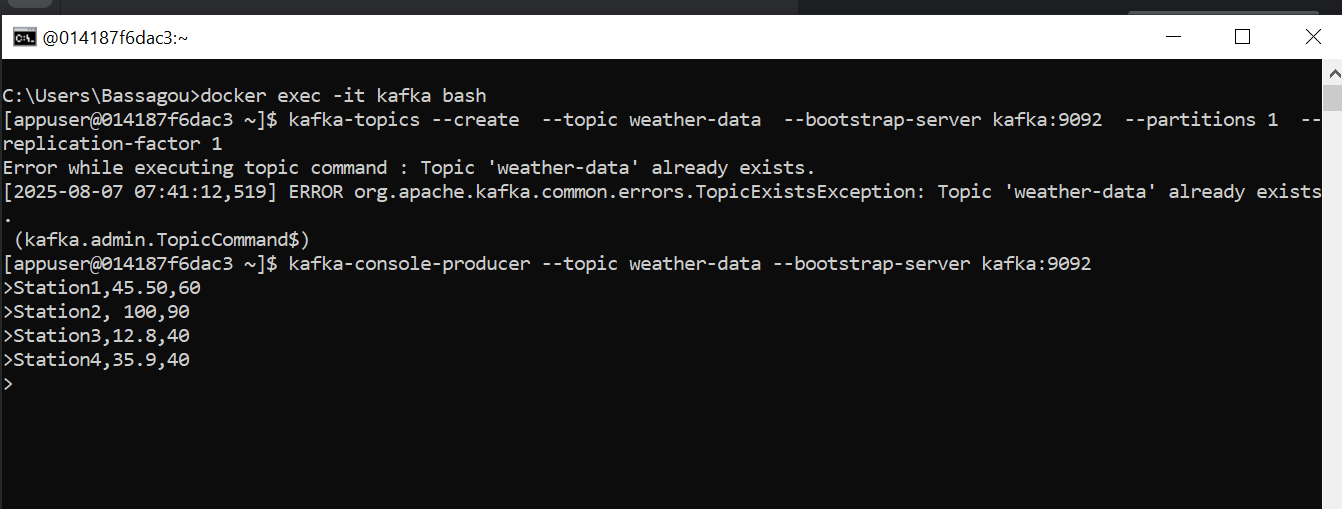 @014187f6dac3:~
C:\Users\Bassagou>docker exec -it kafka bash
[appuser@014187f6dac3 ~]$ kafka-topics --create  --topic weather-data  --bootstrap-server kafka:9092  --partitions 1  --
replication-factor 1
Error while executing topic command : Topic 'weather-data' already exists.
[2025-08-07 07:41:12,519] ERROR org.apache.kafka.common.errors.TopicExistsException: Topic 'weather-data' already exists
.
 (kafka.admin.TopicCommand$)
[appuser@014187f6dac3 ~]$ kafka-console-producer --topic weather-data --bootstrap-server kafka:9092
>Station1,45.50,60
>Station2, 100,90
>Station3,12.8,40
>Station4,35.9,40
>